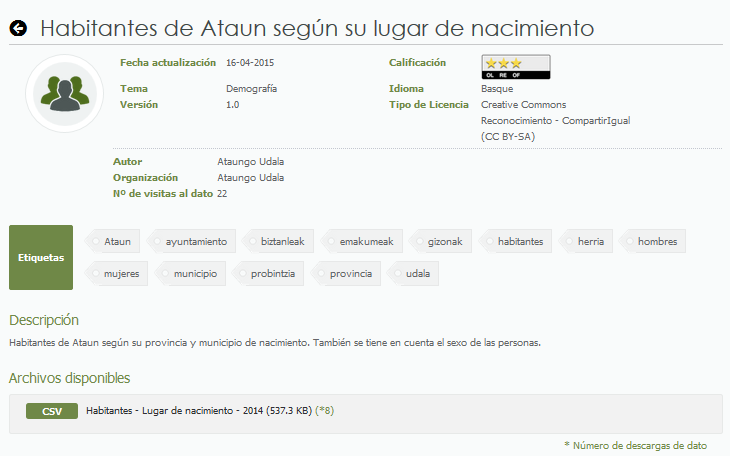 Habitantes de Ataun según su lugar de nacimiento
Fecha actualización 16-04-2015 Calificación
OL RE OF
Tema Demografía Idioma Basque
Versión 1.0 Tipo de Licencia Creative Commons
Reconocimiento - CompartirIgual
(CC BY-SA)
Autor Ataungo Udala
Organización Ataungo Udala
Nº de visitas al dato 22
Etiquetas
Ataun ayuntamiento biztanleak emakumeak gizonak habitantes herria hombres
mujeres municipio probintzia provincia udala
Descripción
Habitantes de Ataun según su provincia y municipio de nacimiento. También se tiene en cuenta el sexo de las personas.
Archivos disponibles
CSV Habitantes - Lugar de nacimiento - 2014 (537.3 KB) (*8)
* Número de descargas de dato